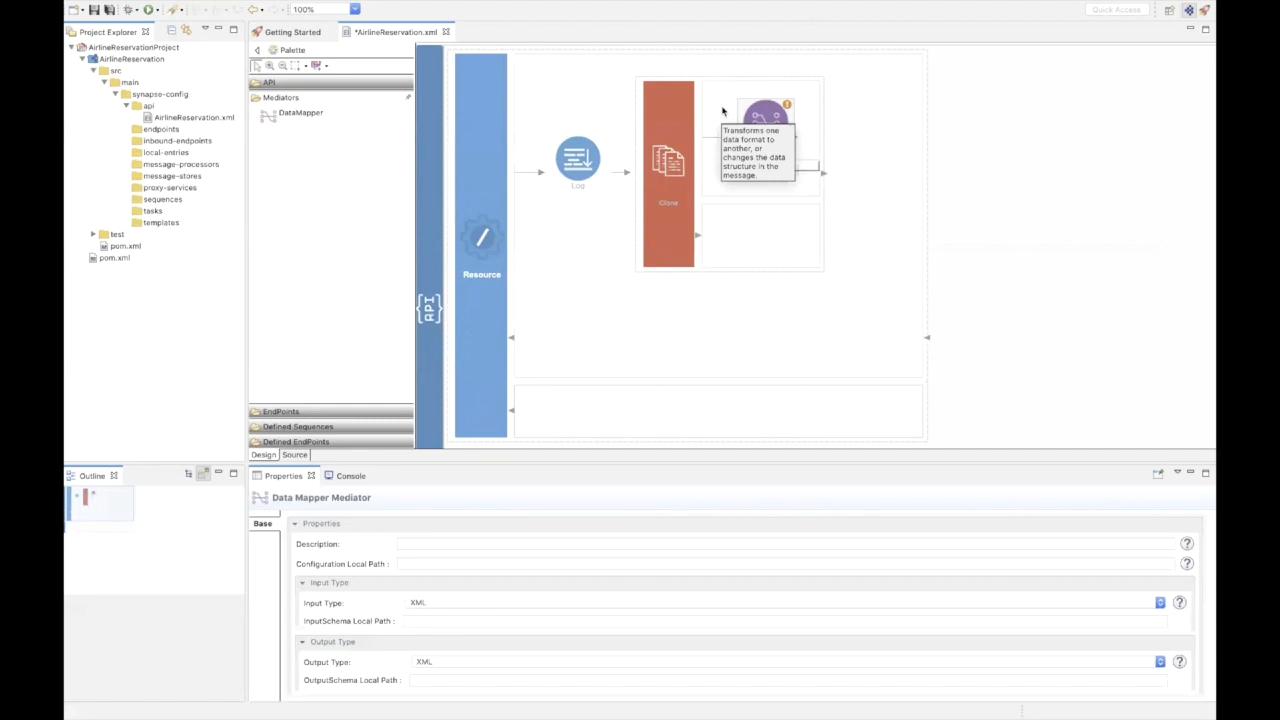 100%
Quick Access
Project Explorer
AirlineReservationProject
AirlineReservation
src
main
synapse-config
api
AirlineReservation.xml
endpoints
inbound-endpoints
local-entries
message-processors
message-stores
proxy-services
sequences
tasks
templates
test
pom.xml
pom.xml
Getting Started
*AirlineReservation.xml
Palette
API
Mediators
DataMapper
EndPoints
Defined Sequences
Defined EndPoints
Design
Source
{API}
Resource
Log
Clone
Transforms one
data format to
another, or
changes the data
structure in the
message.
Outline
Properties
Console
Data Mapper Mediator
Base
Properties
Description:
Configuration Local Path :
Input Type
Input Type:
XML
InputSchema Local Path :
Output Type
Output Type:
XML
OutputSchema Local Path :